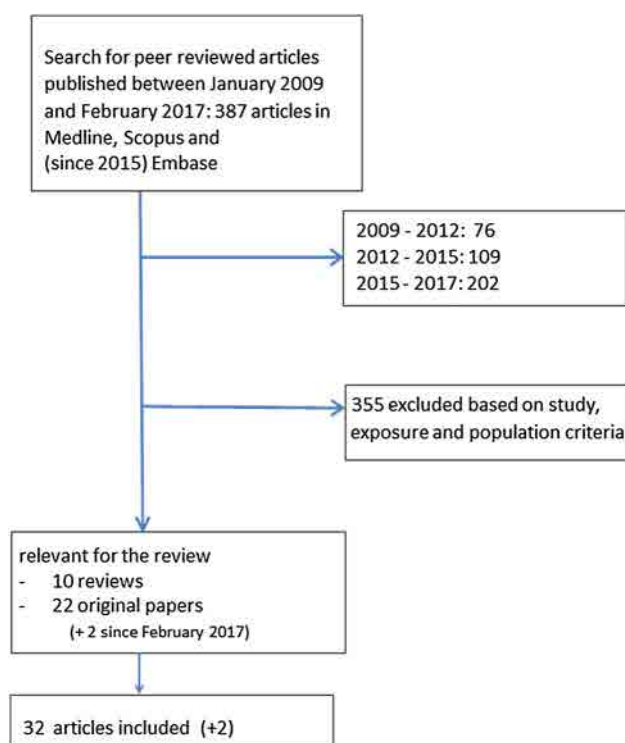 Search for peer reviewed articles
published between January 2009
and February 2017: 387 articles in
Medline, Scopus and
(since 2015) Embase
2009 - 2012: 76
2012 - 2015: 109
2015 - 2017: 202
355 excluded based on study,
exposure and population criteria
relevant for the review
- 10 reviews
- 22 original papers
(+ 2 since February 2017)
32 articles included (+2)